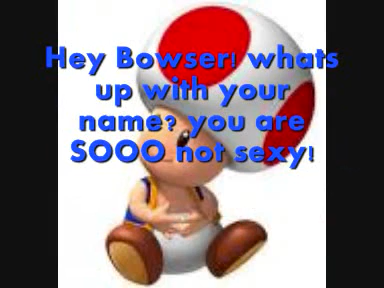 Hey Bowser! whats
up with your
name? you are
SOOO not sexy!